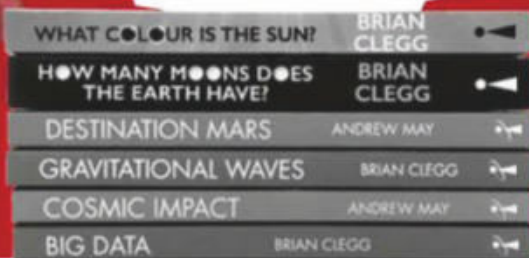 WHAT COLOUR IS THE SUN?
BRIAN
CLEGG
HOW MANY MOONS DOES
THE EARTH HAVE?
BRIAN
CLEGG
DESTINATION MARS ANDREW MAY
GRAVITATIONAL WAVES BRIAN CLEGG
COSMIC IMPACT ANDREW MAY
BIG DATA BRIAN CLEGG